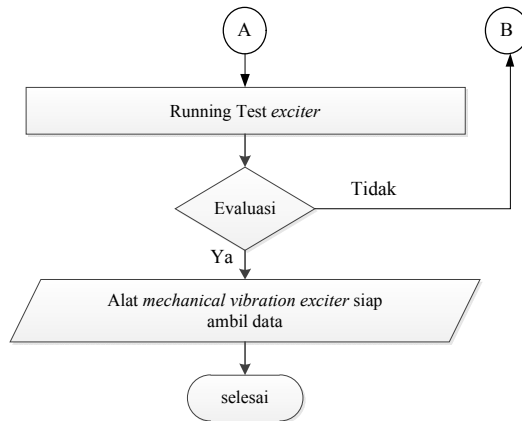 A
B
Running Test exciter
Evaluasi
Tidak
Ya
Alat mechanical vibration exciter siap
ambil data
selesai